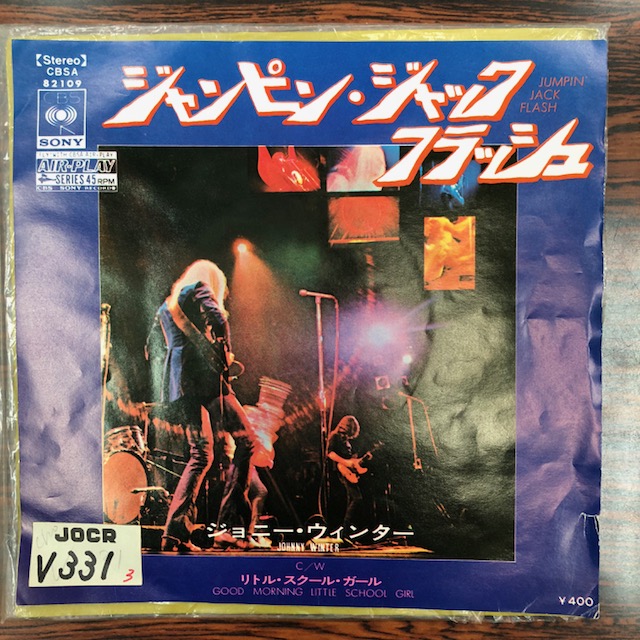 【Stereo】
CBSA
82109
CBS
SONY
AIR-PLAY
SERIES 45 RPM
CBS SONY RECORDS
ジャンピン・ジャック
フラッシュ
JUMPIN'
JACK
FLASH
ジョニー・ウィンター
JOHNNY WINTER
C/W
リトル・スクール・ガール
GOOD MORNING LITTLE SCHOOL GIRL
¥400
JOCR
V331
3